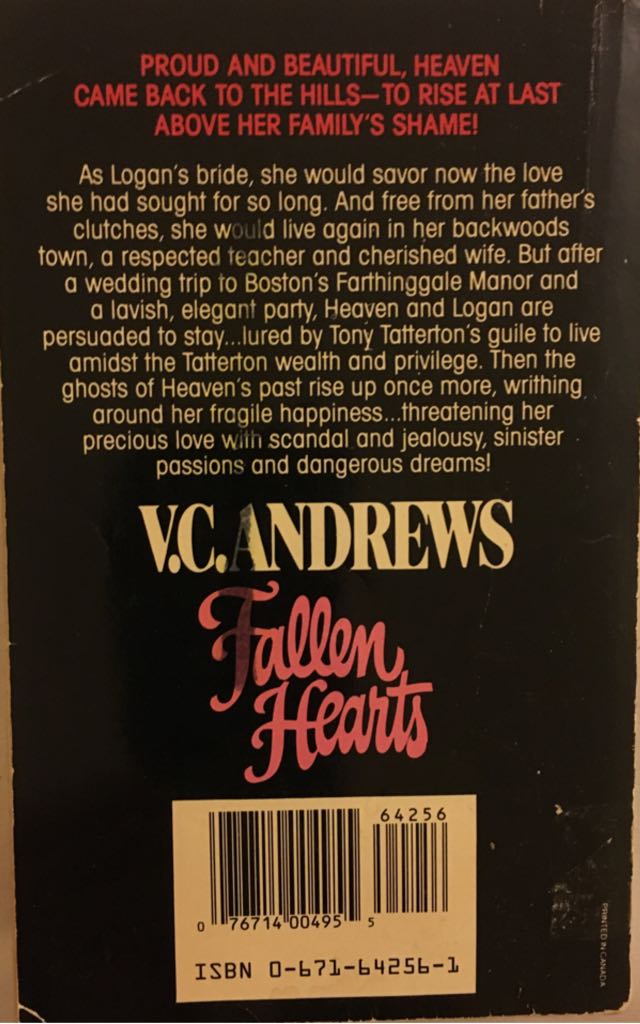 PROUD AND BEAUTIFUL, HEAVEN
CAME BACK TO THE HILLS—TO RISE AT LAST
ABOVE HER FAMILY'S SHAME!
As Logan's bride, she would savor now the love
she had sought for so long. And free from her father's
clutches, she would live again in her backwoods
town, a respected teacher and cherished wife. But after
a wedding trip to Boston's Farthinggale Manor and
a lavish, elegant party, Heaven and Logan are
persuaded to stay...lured by Tony Tatterton's guile to live
amidst the Tatterton wealth and privilege. Then the
ghosts of Heaven's past rise up once more, writhing
around her fragile happiness...threatening her
precious love with scandal and jealousy, sinister
passions and dangerous dreams!
V.C. ANDREWS
Fallen
Hearts
64256
0 76714 00495 5
ISBN 0-671-64256-1
PRINTED IN CANADA